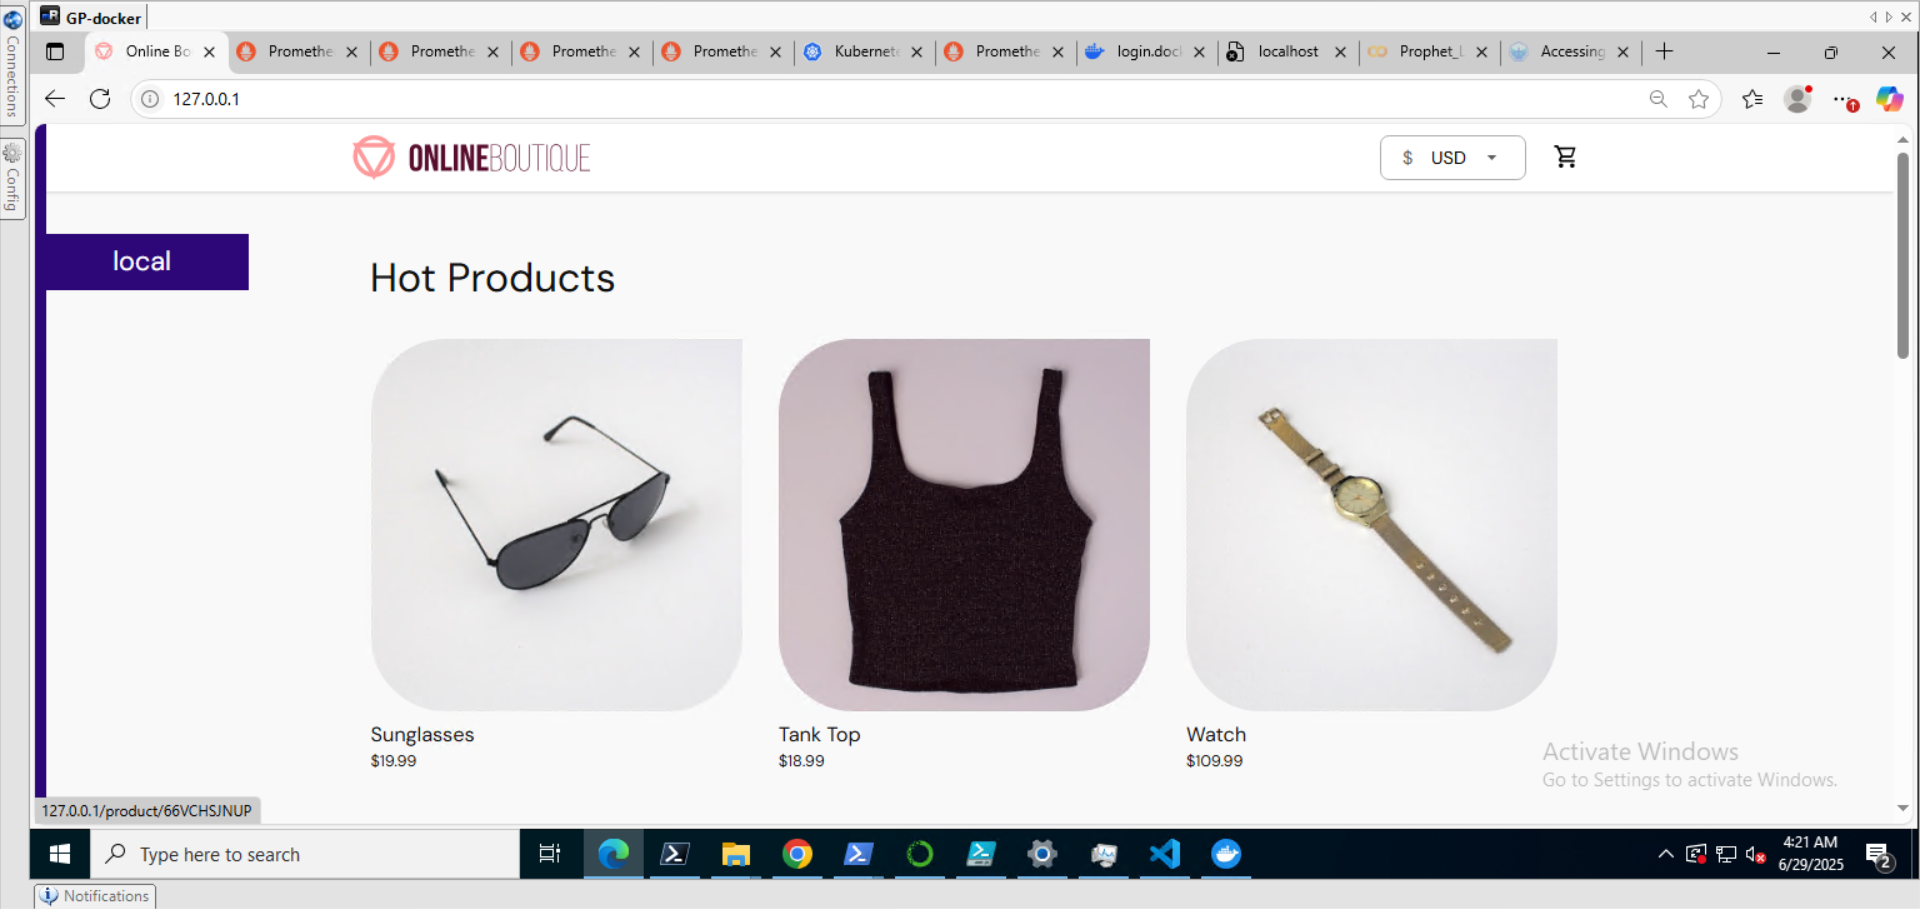 GP-docker
Connections
Config
Online Bo
Promethe
Promethe
Promethe
Promethe
Kubernet
Promethe
login.doc
localhost
Prophet_L
Accessing
127.0.0.1
ONLINEBOUTIQUE
$ USD
local
Hot Products
Sunglasses
$19.99
Tank Top
$18.99
Watch
$109.99
Activate Windows
Go to Settings to activate Windows.
127.0.0.1/product/66VCHSJNUP
Type here to search
4:21 AM
6/29/2025
2
Notifications